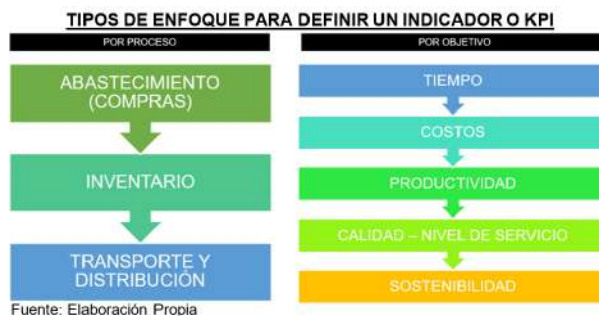 TIPOS DE ENFOQUE PARA DEFINIR UN INDICADOR O KPI
POR PROCESO
ABASTECIMIENTO
(COMPRAS)
INVENTARIO
TRANSPORTE Y
DISTRIBUCIÓN
POR OBJETIVO
TIEMPO
COSTOS
PRODUCTIVIDAD
CALIDAD – NIVEL DE SERVICIO
SOSTENIBILIDAD
Fuente: Elaboración Propia